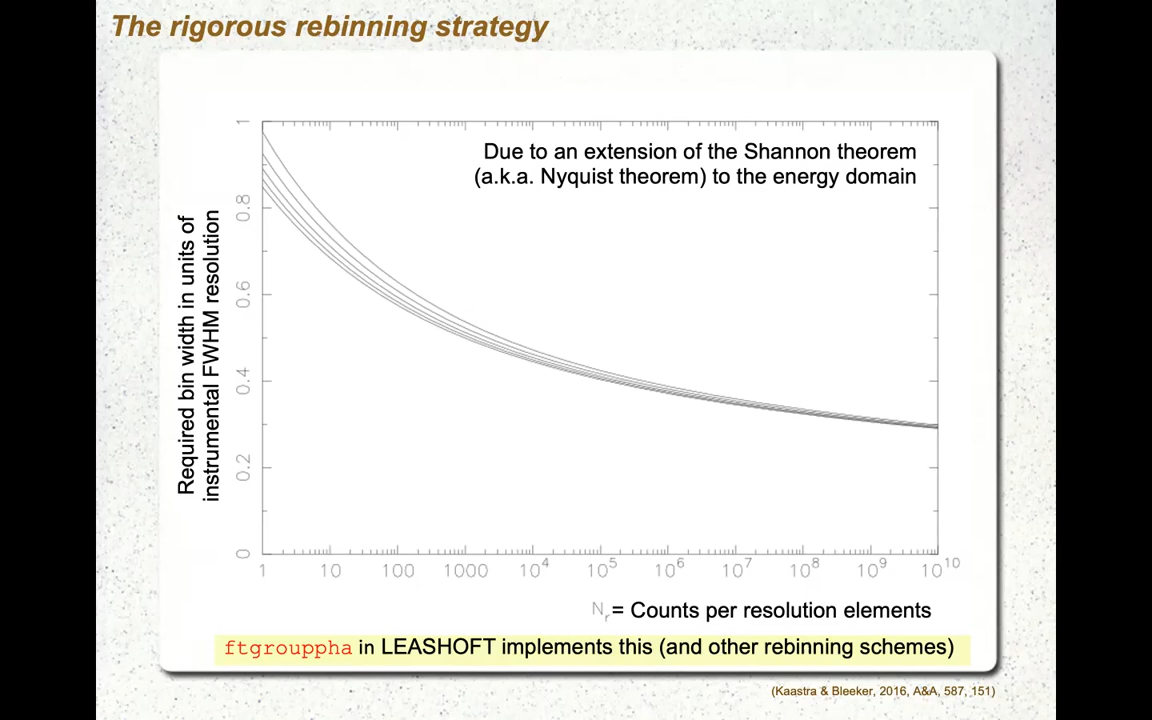 The rigorous rebinning strategy
Due to an extension of the Shannon theorem
(a.k.a. Nyquist theorem) to the energy domain
Required bin width in units of
instrumental FWHM resolution
1
0.8
0.6
0.4
0.2
0
1 10 100 1000 10⁴ 10⁵ 10⁶ 10⁷ 10⁸ 10⁹ 10¹⁰
Nᵣ = Counts per resolution elements
ftgrouppha in LEASHOFT implements this (and other rebinning schemes)
(Kaastra & Bleeker, 2016, A&A, 587, 151)